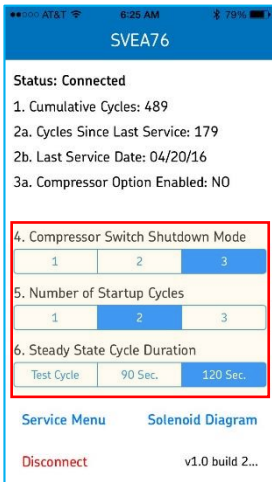 ●●○○○ AT&T 6:25 AM 79%
SVEA76
Status: Connected
1. Cumulative Cycles: 489
2a. Cycles Since Last Service: 179
2b. Last Service Date: 04/20/16
3a. Compressor Option Enabled: NO
4. Compressor Switch Shutdown Mode
1 2 3
5. Number of Startup Cycles
1 2 3
6. Steady State Cycle Duration
Test Cycle 90 Sec. 120 Sec.
Service Menu Solenoid Diagram
Disconnect v1.0 build 2...